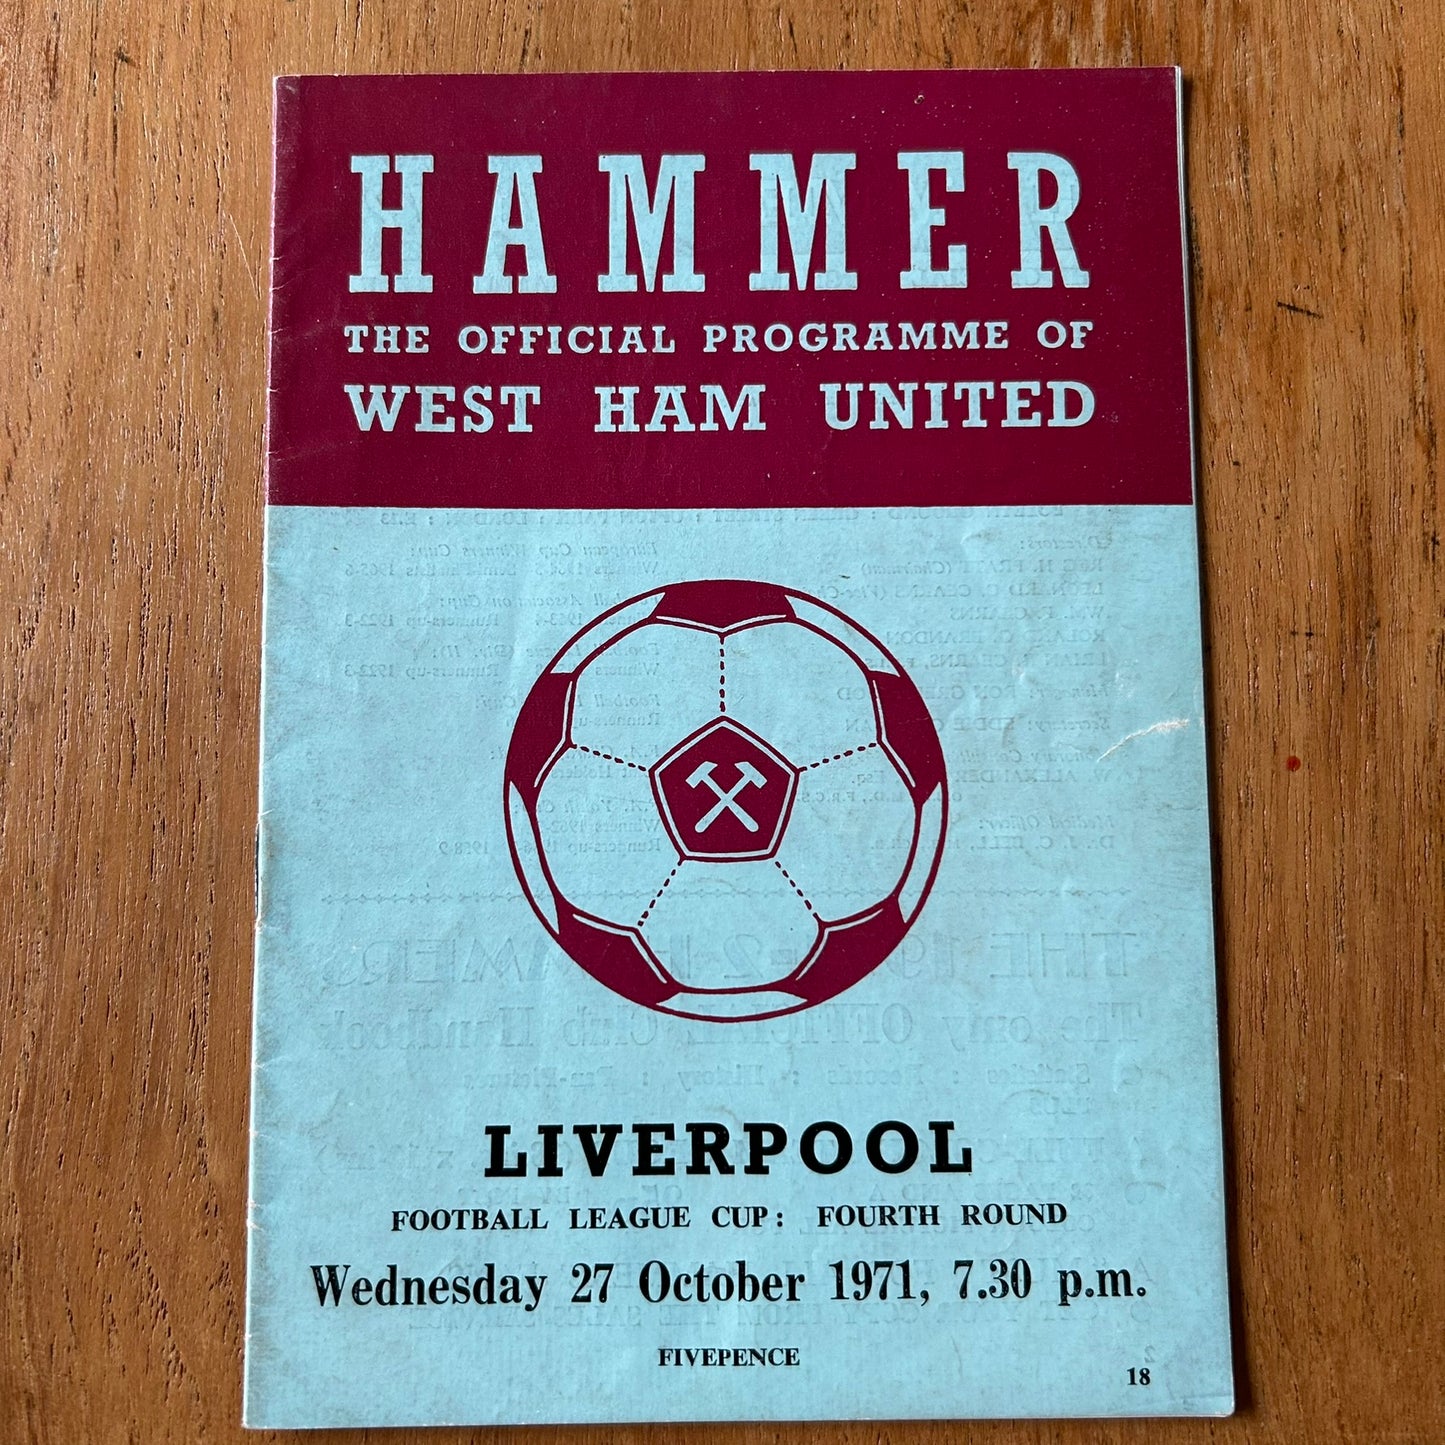 HAMMER
THE OFFICIAL PROGRAMME OF
WEST HAM UNITED
LIVERPOOL
FOOTBALL LEAGUE CUP: FOURTH ROUND
Wednesday 27 October 1971, 7.30 p.m.
FIVEPENCE
18